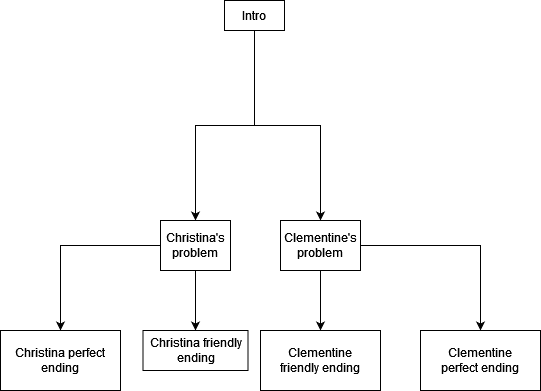 Intro
Christina's
problem
Clementine's
problem
Christina perfect
ending
Christina friendly
ending
Clementine
friendly ending
Clementine
perfect ending